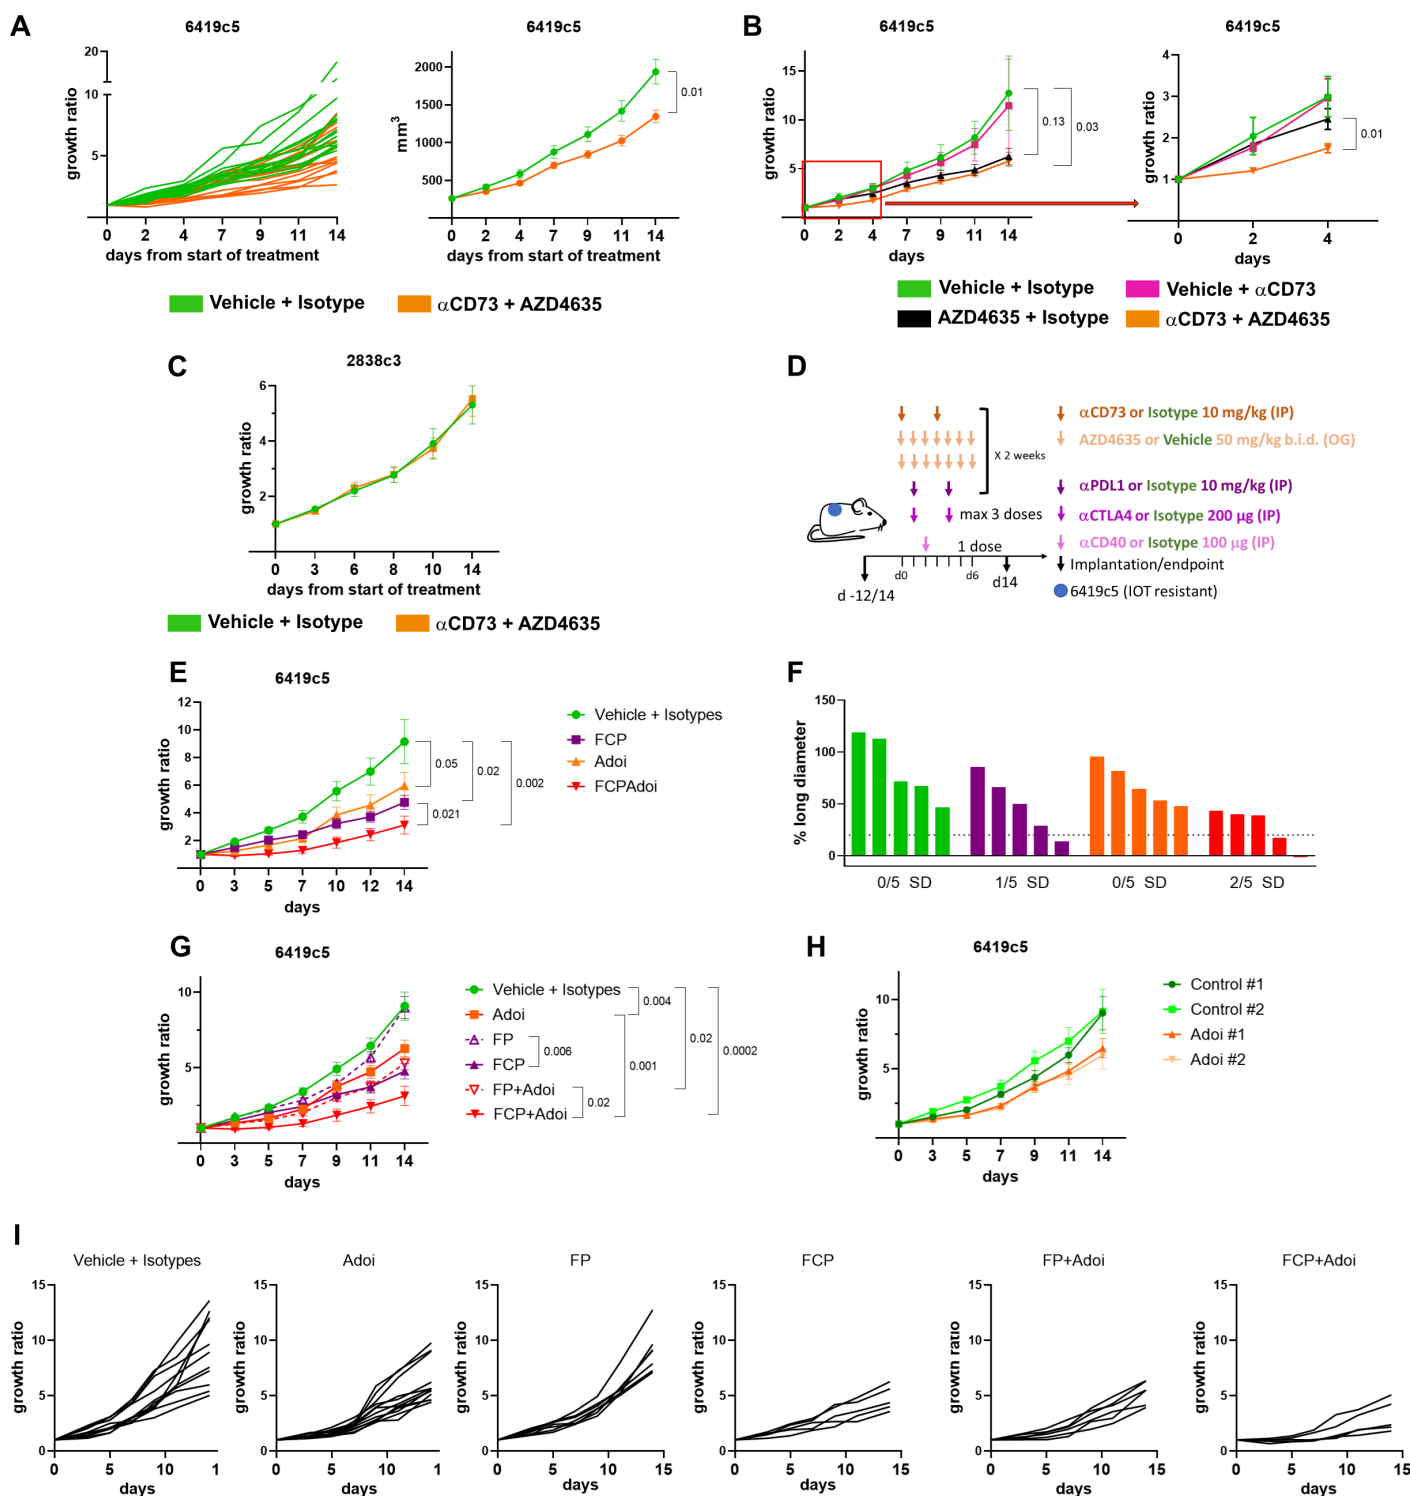 A
6419c5
growth ratio
20
10
5
0 2 4 7 9 11 14
days from start of treatment
6419c5
mm3
2000
1500
1000
500
0.01
0 2 4 7 9 11 14
days from start of treatment
Vehicle + Isotype
αCD73 + AZD4635
B
6419c5
growth ratio
15
10
5
0.13
0.03
0 2 4 7 9 11 14
days
6419c5
growth ratio
4
3
2
1
0.01
0 2 4
days
Vehicle + Isotype
Vehicle + αCD73
AZD4635 + Isotype
αCD73 + AZD4635
C
2838c3
growth ratio
6
4
2
0 3 6 8 10 14
days from start of treatment
Vehicle + Isotype
αCD73 + AZD4635
D
X 2 weeks
max 3 doses
1 dose
d0
d6
d14
d -12/14
αCD73 or Isotype 10 mg/kg (IP)
AZD4635 or Vehicle 50 mg/kg b.i.d. (OG)
αPDL1 or Isotype 10 mg/kg (IP)
αCTLA4 or Isotype 200 µg (IP)
αCD40 or Isotype 100 µg (IP)
Implantation/endpoint
6419c5 (IOT resistant)
E
6419c5
growth ratio
12
10
8
6
4
2
0.05
0.02
0.002
0.021
0 3 5 7 10 12 14
days
Vehicle + Isotypes
FCP
Adoi
FCPAdoi
F
% long diameter
150
100
50
0
0/5 SD
1/5 SD
0/5 SD
2/5 SD
G
6419c5
growth ratio
10
5
0 3 5 7 9 11 14
days
Vehicle + Isotypes
Adoi
FP
FCP
FP+Adoi
FCP+Adoi
0.004
0.006
0.02
0.001
0.02
0.0002
H
6419c5
growth ratio
10
5
0 3 5 7 9 11 14
days
Control #1
Control #2
Adoi #1
Adoi #2
I
Vehicle + Isotypes
growth ratio
15
10
5
0
0 5 10 1
days
Adoi
growth ratio
15
10
5
0
0 5 10 1
days
FP
growth ratio
15
10
5
0
0 5 10 15
days
FCP
growth ratio
15
10
5
0
0 5 10 15
days
FP+Adoi
growth ratio
15
10
5
0
0 5 10 15
days
FCP+Adoi
growth ratio
15
10
5
0
0 5 10 15
days